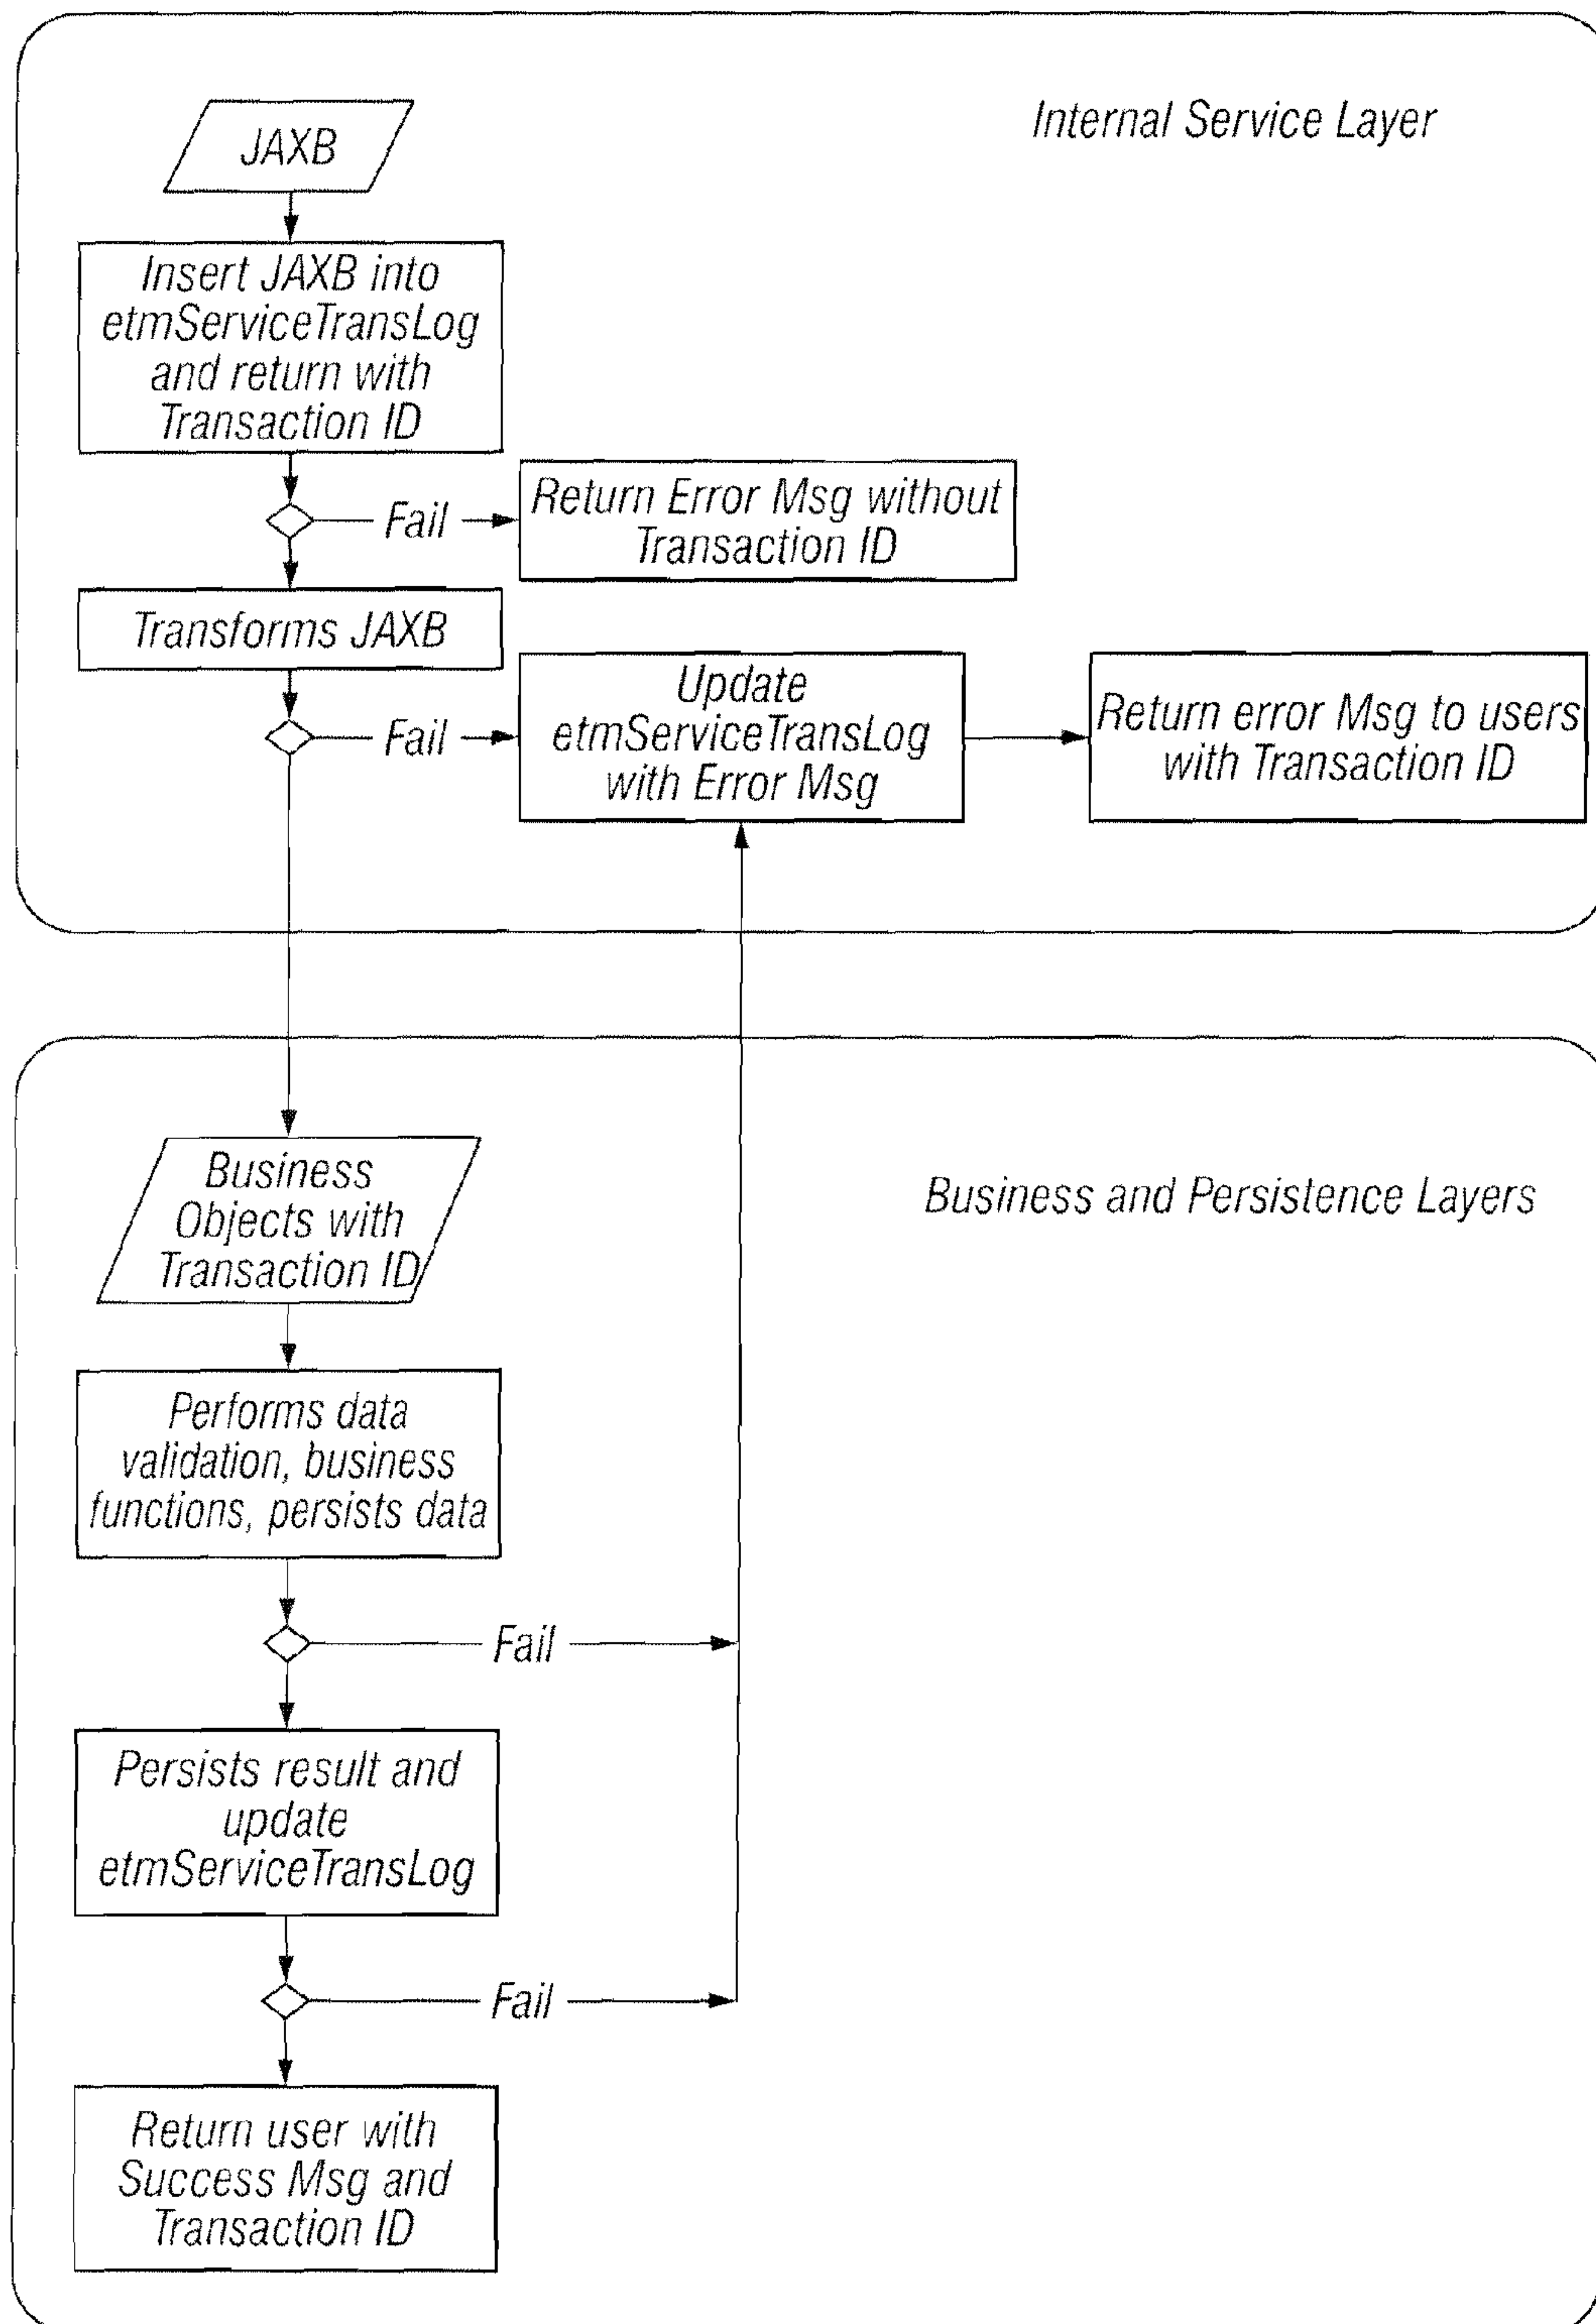 Internal Service Layer
JAXB
Insert JAXB into
etmServiceTransLog
and return with
Transaction ID
Fail
Return Error Msg without
Transaction ID
Transforms JAXB
Fail
Update
etmServiceTransLog
with Error Msg
Return error Msg to users
with Transaction ID
Business and Persistence Layers
Business
Objects with
Transaction ID
Performs data
validation, business
functions, persists data
Fail
Persists result and
update
etmServiceTransLog
Fail
Return user with
Success Msg and
Transaction ID